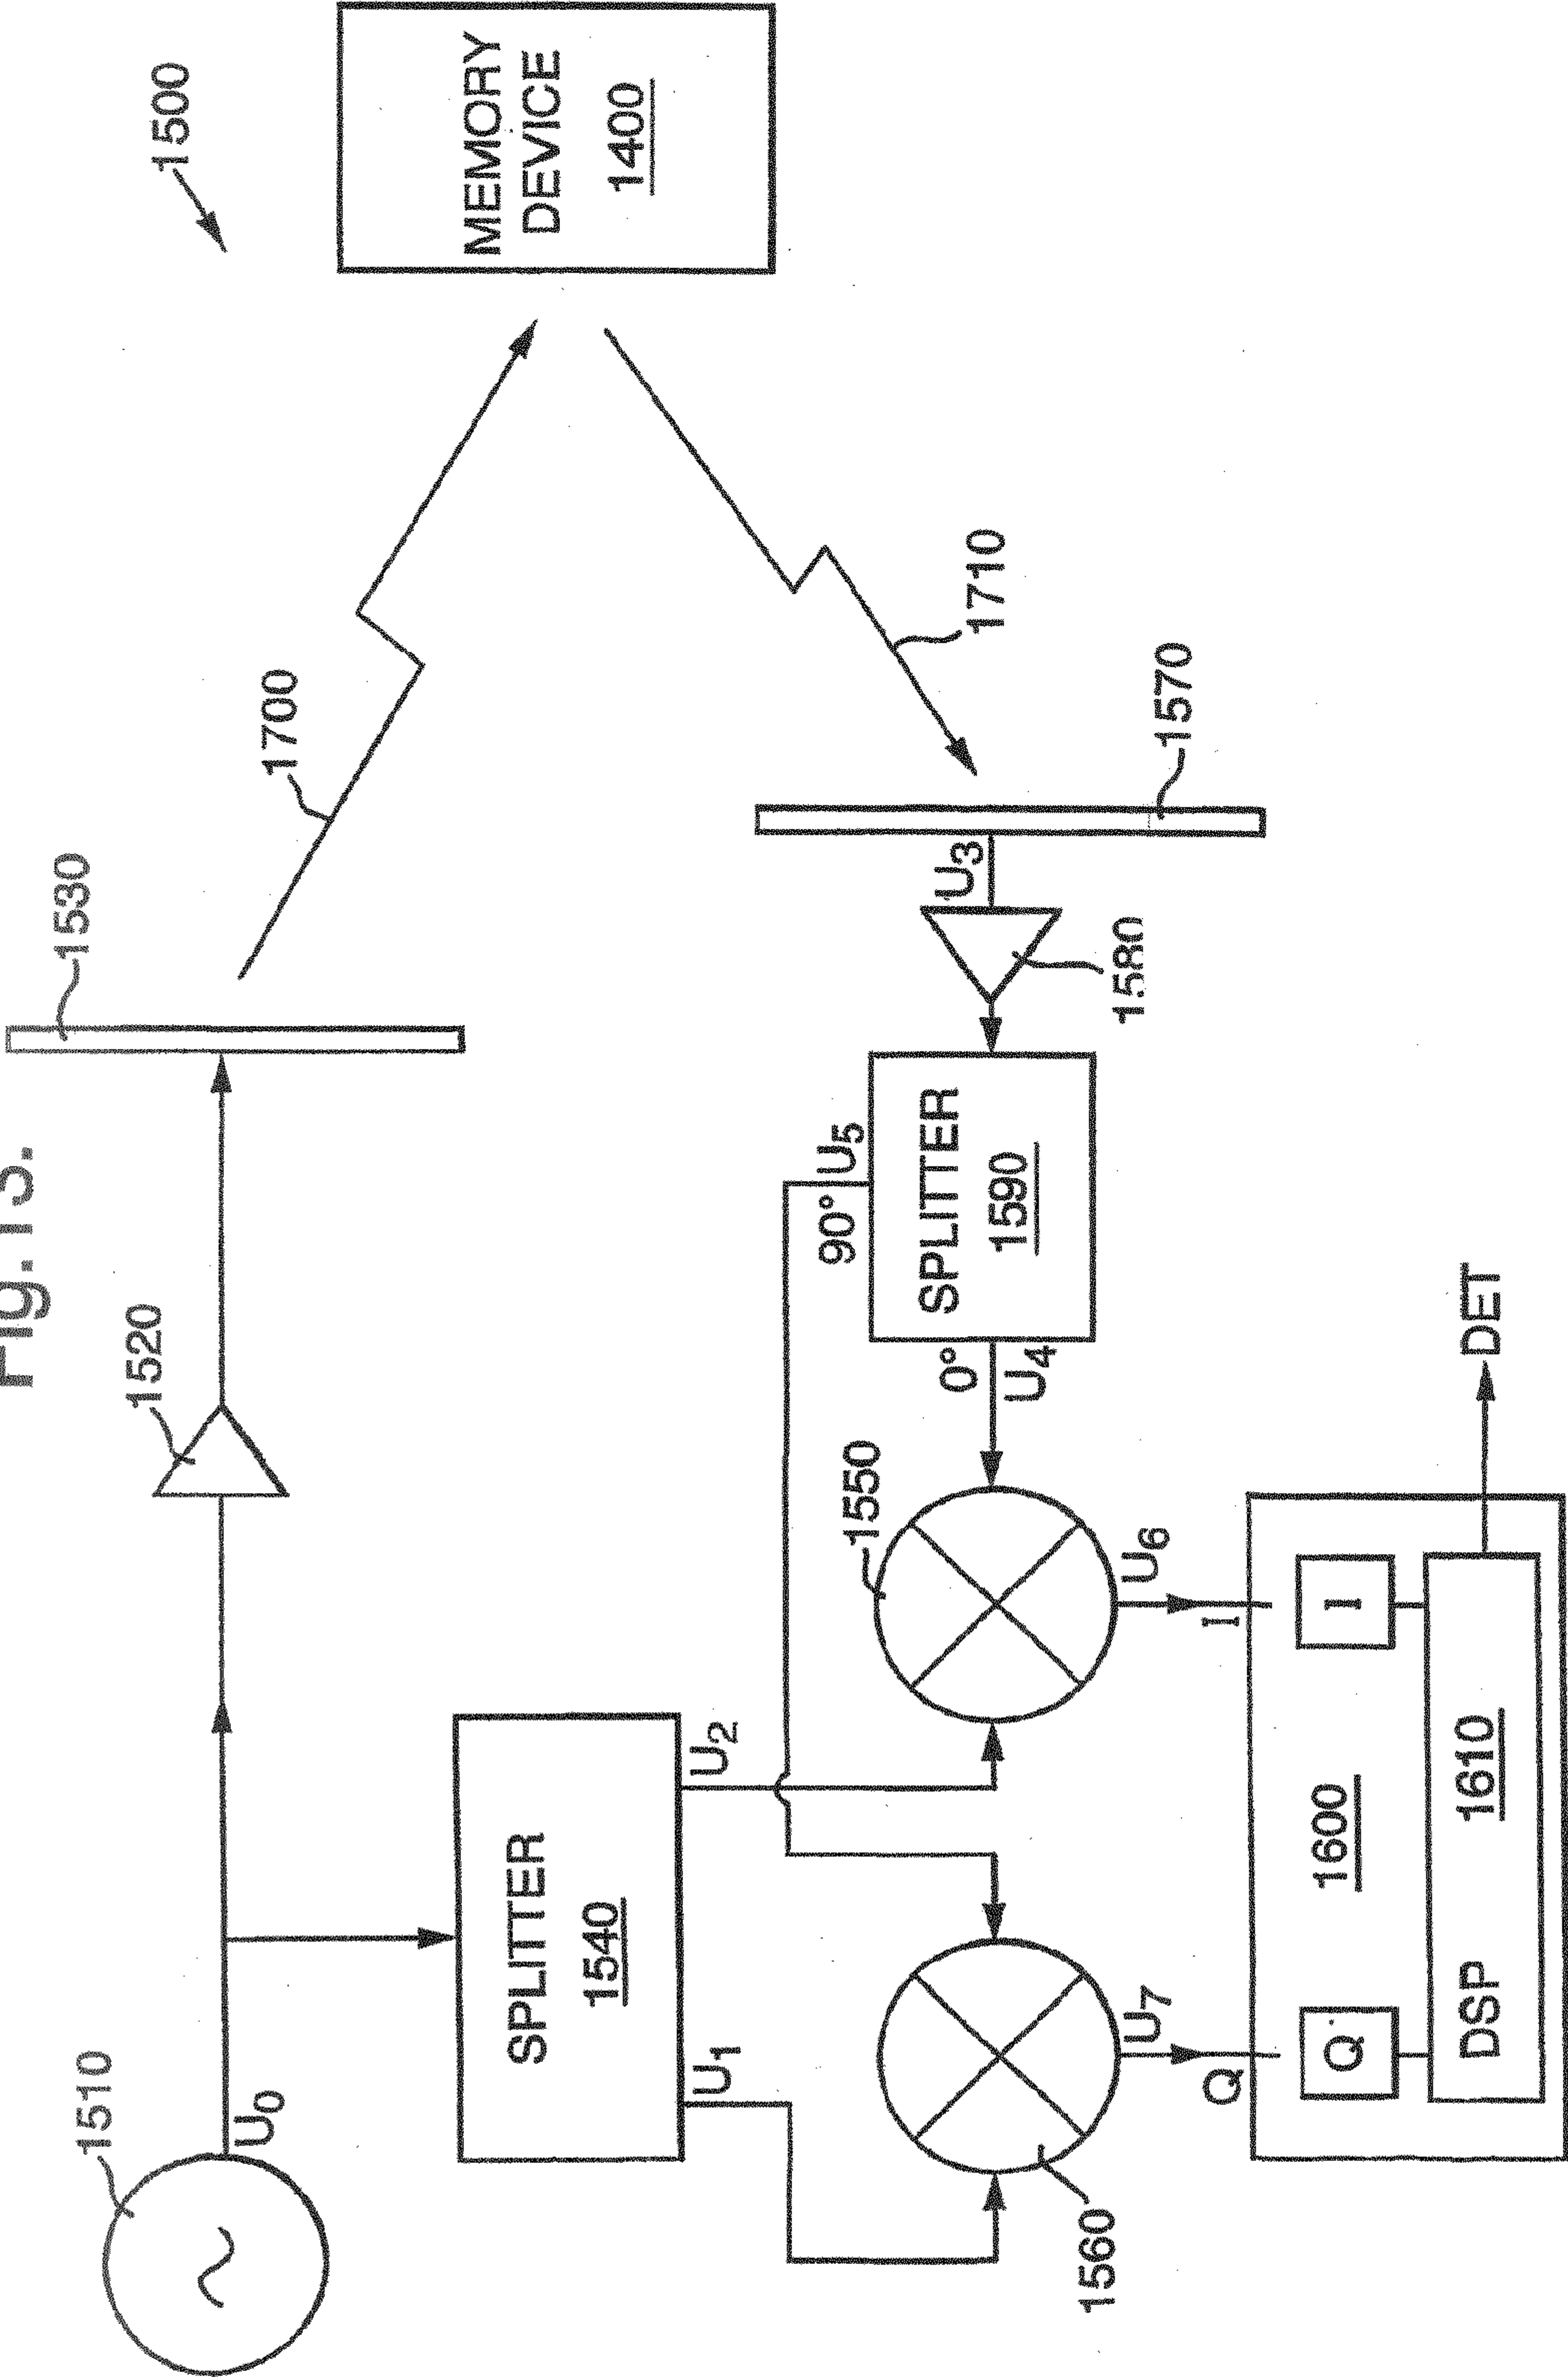 Fig.13.
1500
MEMORY
DEVICE
1400
1700
1710
1530
1520
1510
U0
SPLITTER
1540
U1
U2
1570
U3
1580
SPLITTER
1590
90°
U5
0°
U4
1550
1560
U6
I
U7
Q
I
Q
1600
DSP
1610
DET